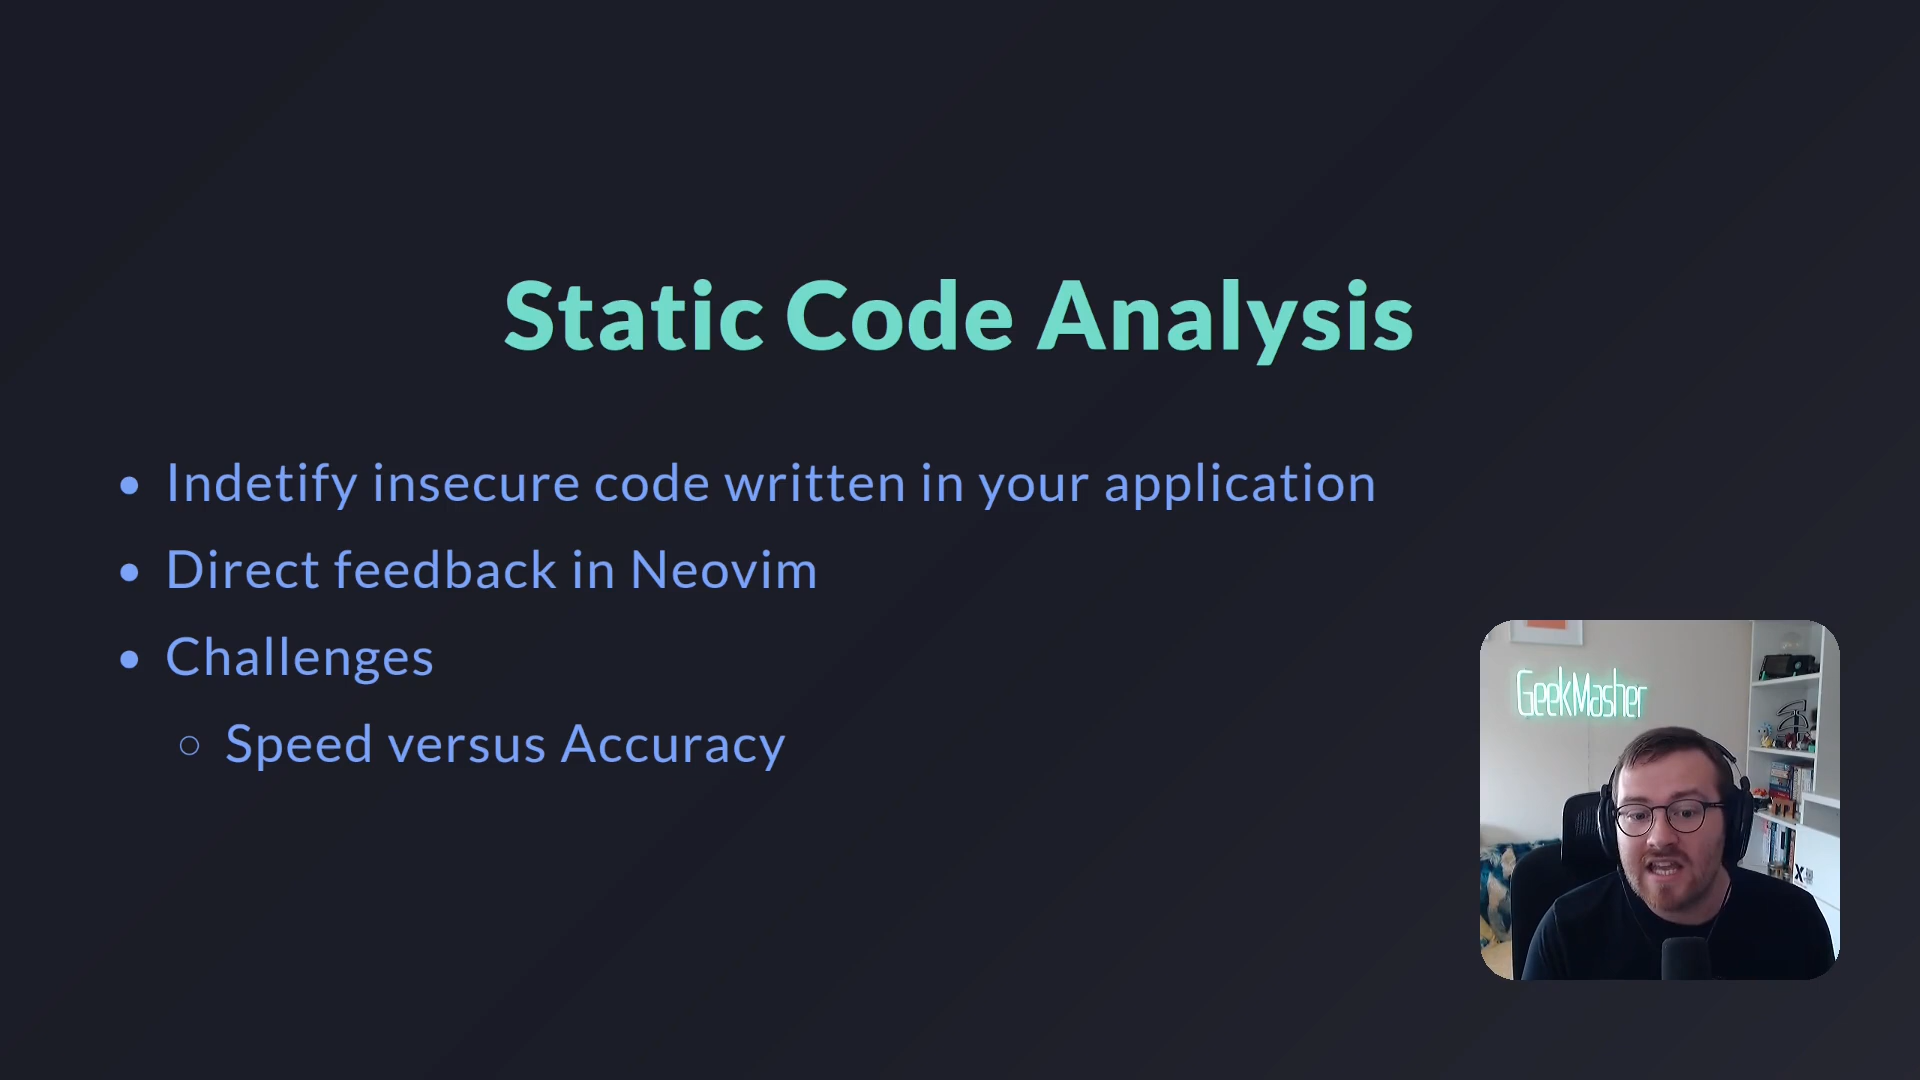 Static Code Analysis
Indetify insecure code written in your application
Direct feedback in Neovim
Challenges
Speed versus Accuracy
GeekMasher